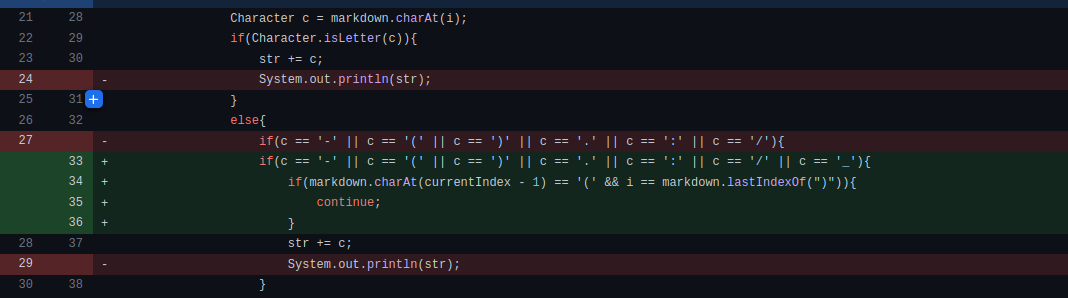 21 28 Character c = markdown.charAt(i);
22 29 if(Character.isLetter(c)){
23 30 str += c;
24 - System.out.println(str);
25 31 + }
26 32 else{
27 - if(c == '-' || c == '(' || c == ')' || c == '.' || c == ':' || c == '/'){
33 + if(c == '-' || c == '(' || c == ')' || c == '.' || c == ':' || c == '/' || c == '_'){
34 + if(markdown.charAt(currentIndex - 1) == '(' && i == markdown.lastIndexOf(")")){
35 + continue;
36 + }
28 37 str += c;
29 - System.out.println(str);
30 38 }